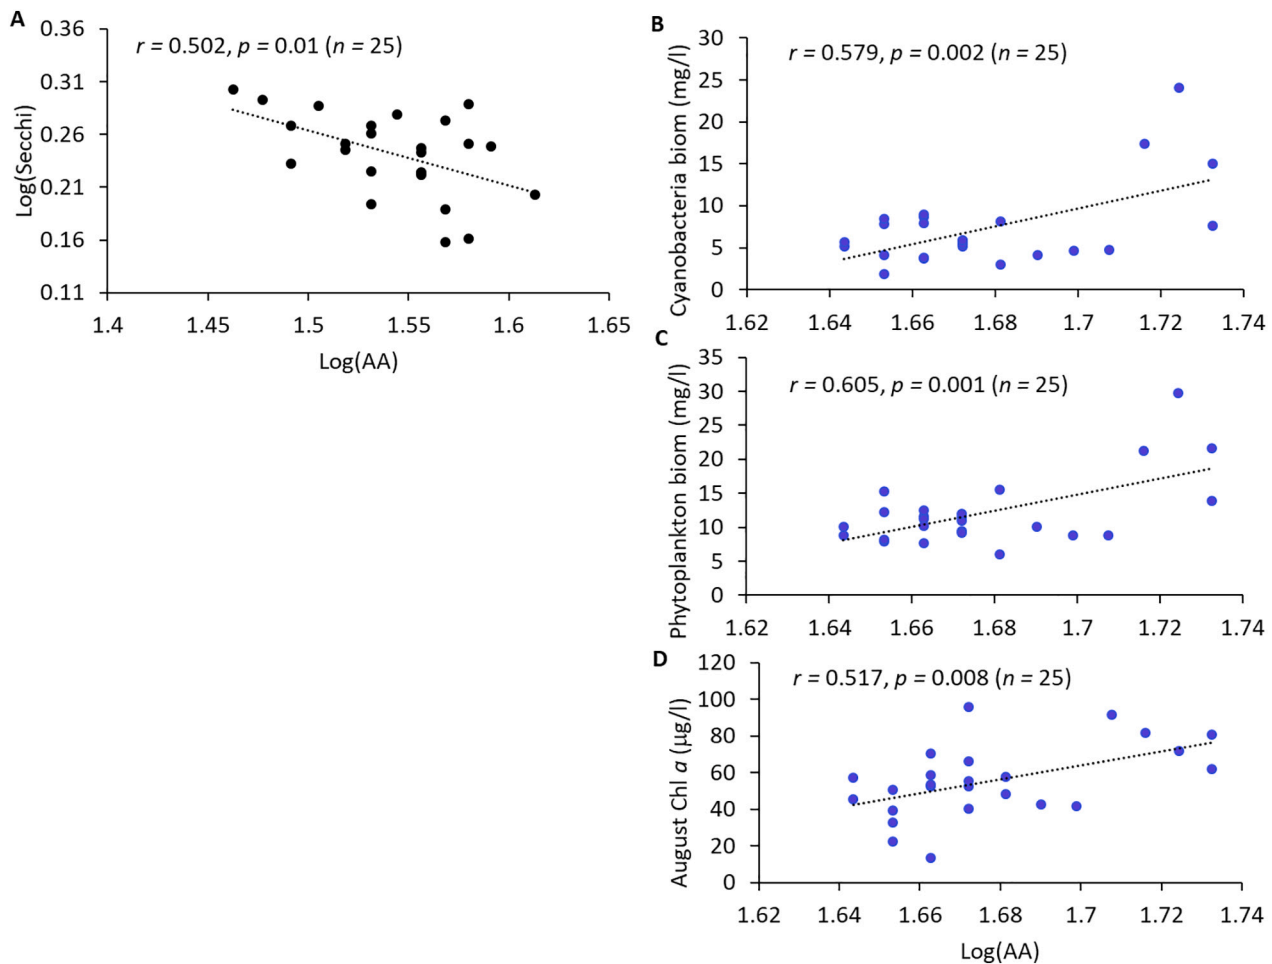 A
r = 0.502, p = 0.01 (n = 25)
Log(Secchi)
0.36
0.31
0.26
0.21
0.16
0.11
1.4 1.45 1.5 1.55 1.6 1.65
Log(AA)
B
r = 0.579, p = 0.002 (n = 25)
Cyanobacteria biom (mg/l)
30
25
20
15
10
5
0
1.62 1.64 1.66 1.68 1.7 1.72 1.74
C
r = 0.605, p = 0.001 (n = 25)
Phytoplankton biom (mg/l)
35
30
25
20
15
10
5
0
1.62 1.64 1.66 1.68 1.7 1.72 1.74
D
r = 0.517, p = 0.008 (n = 25)
August Chl a (µg/l)
120
100
80
60
40
20
0
1.62 1.64 1.66 1.68 1.7 1.72 1.74
Log(AA)